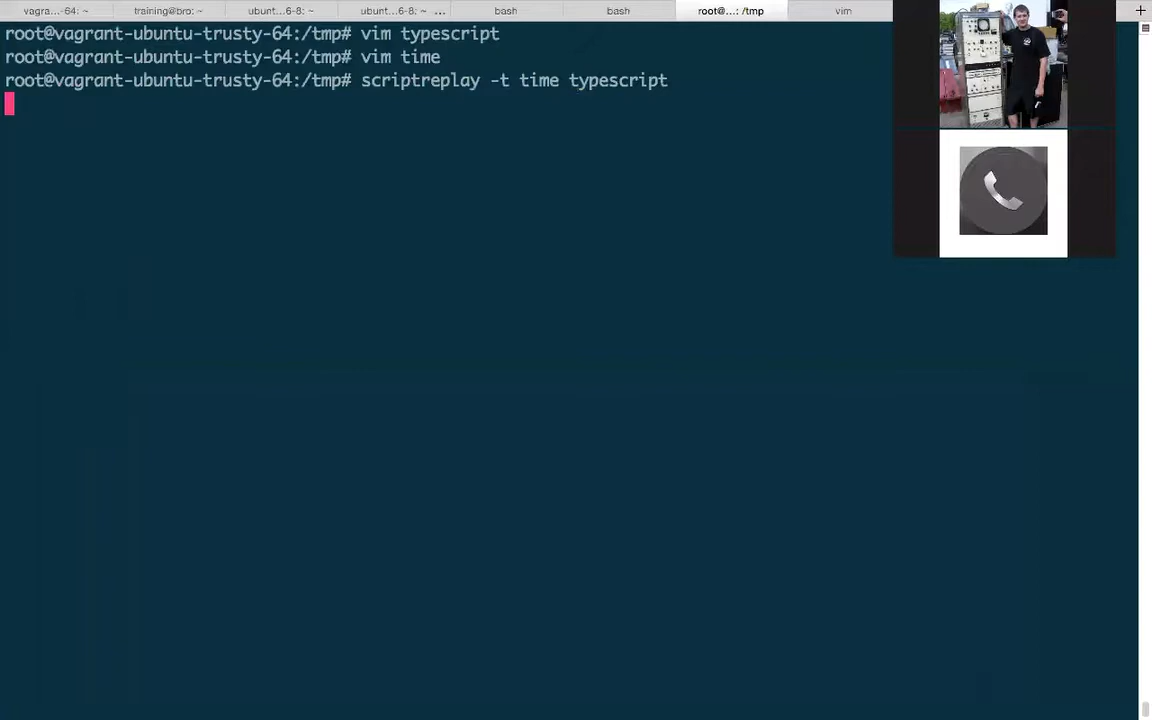 vagra...-64: ~ training@bro: ~ ubunt...6-8: ~ ubunt...6-8: ~ ... bash bash root@...: /tmp vim +
root@vagrant-ubuntu-trusty-64:/tmp# vim typescript
root@vagrant-ubuntu-trusty-64:/tmp# vim time
root@vagrant-ubuntu-trusty-64:/tmp# scriptreplay -t time typescript